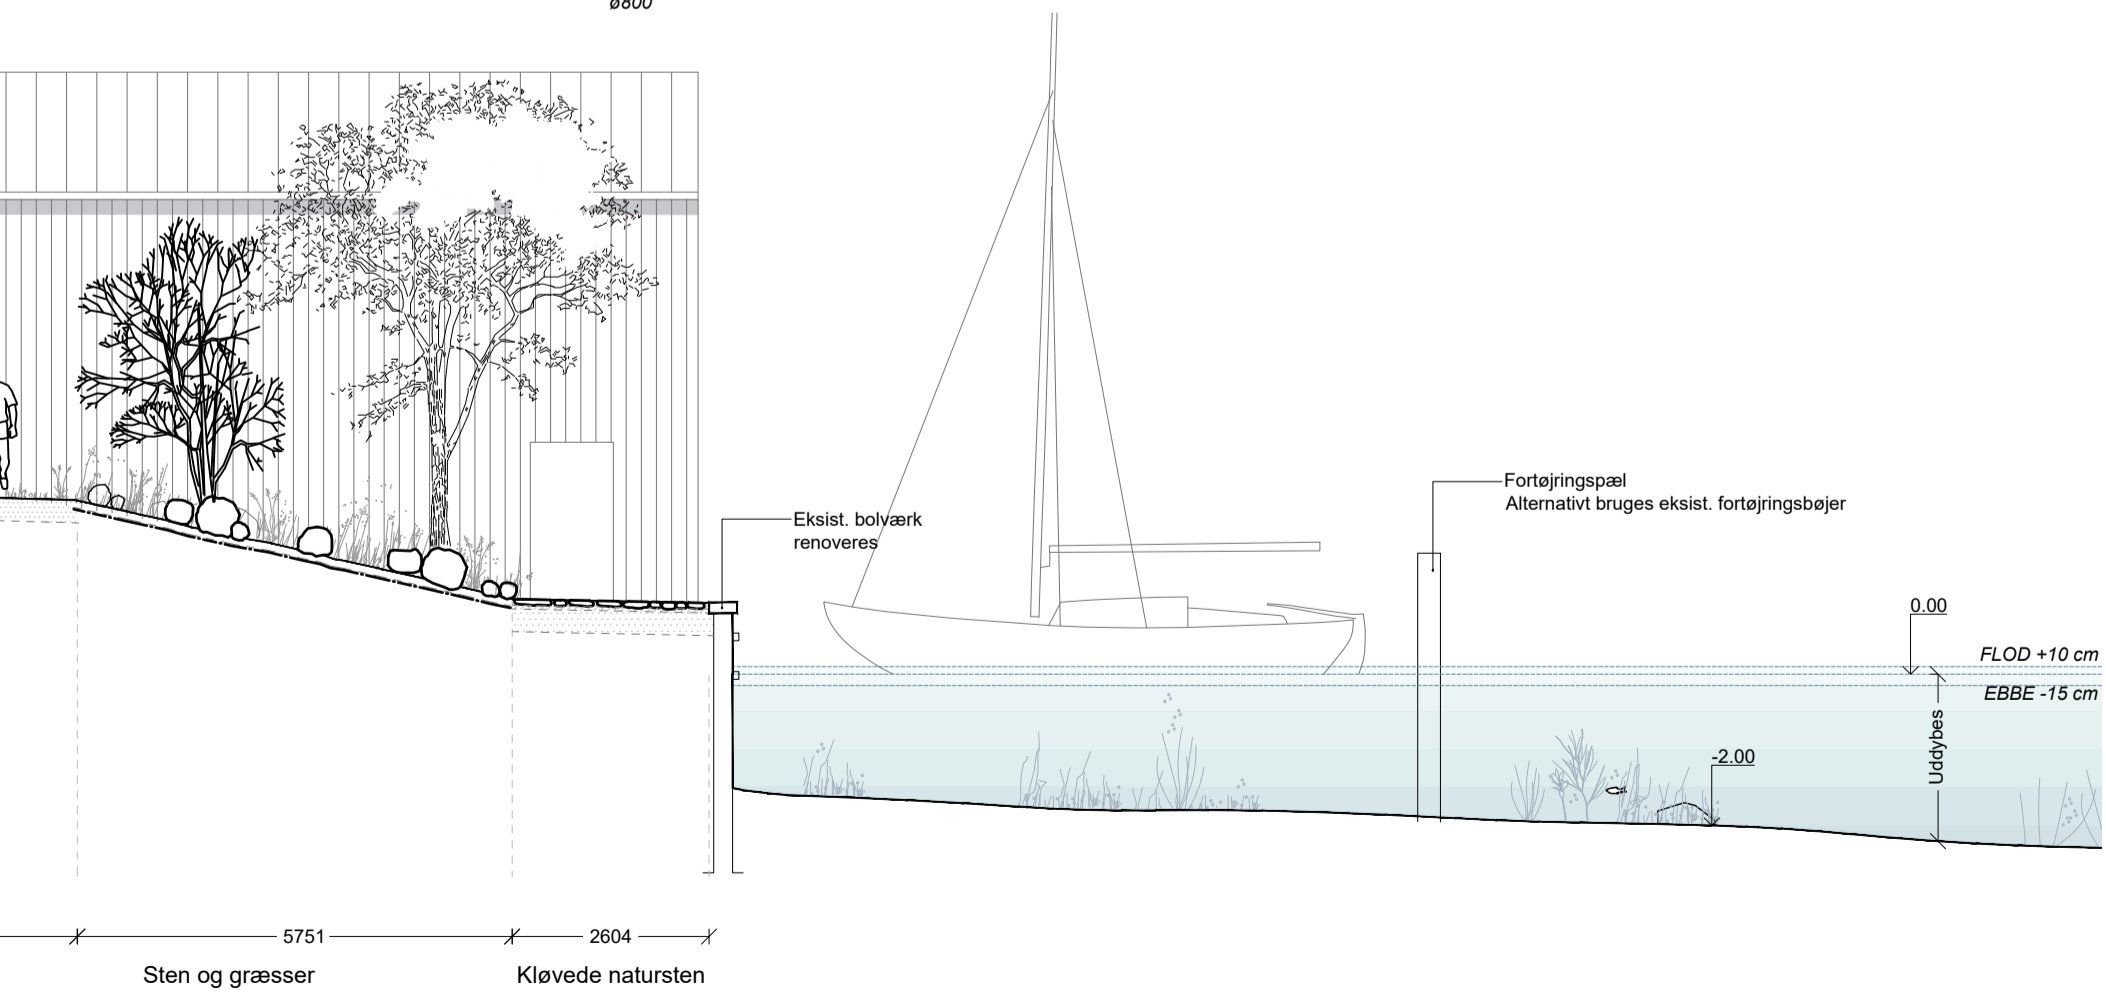 ø800
Fortøjringspæl
Alternativt bruges eksist. fortøjringsbøjer
Eksist. bolværk
renoveres
0.00
FLOD +10 cm
EBBE -15 cm
Uddybes
-2.00
5751
2604
Sten og græsser
Kløvede natursten